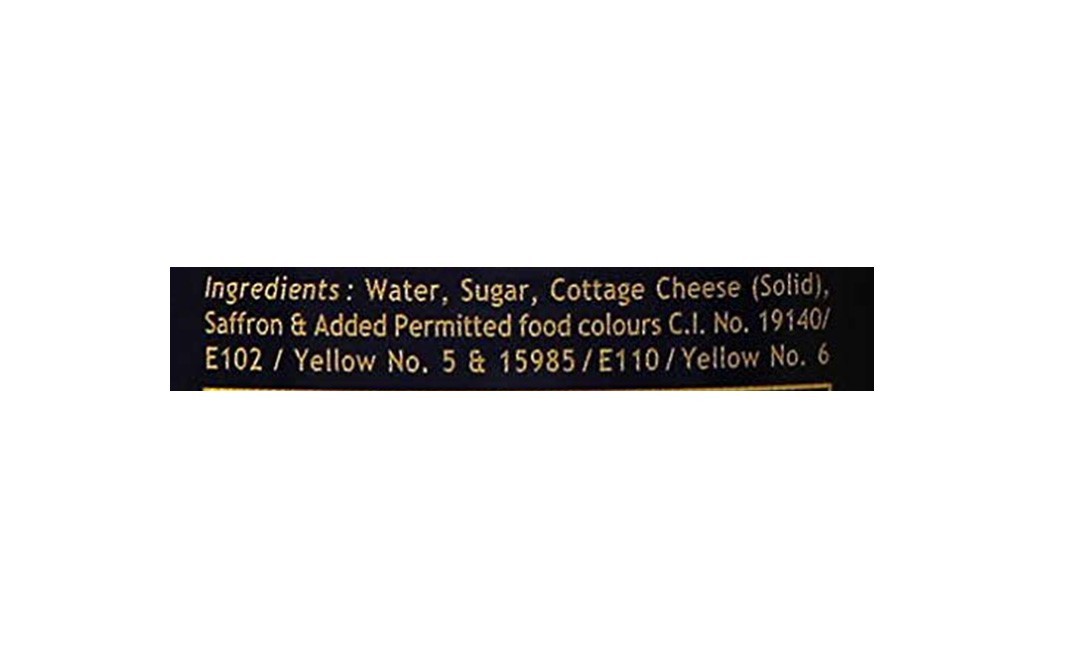 Ingredients : Water, Sugar, Cottage Cheese (Solid),
Saffron & Added Permitted food colours C.I. No. 19140/
E102 / Yellow No. 5 & 15985/E110/Yellow No. 6